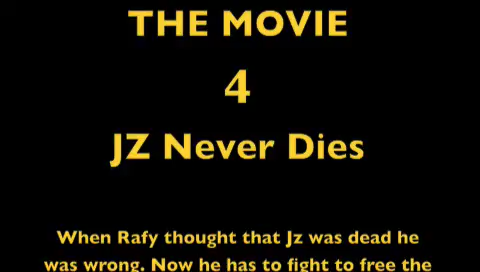 THE MOVIE
4
JZ Never Dies
When Rafy thought that Jz was dead he
was wrong. Now he has to fight to free the